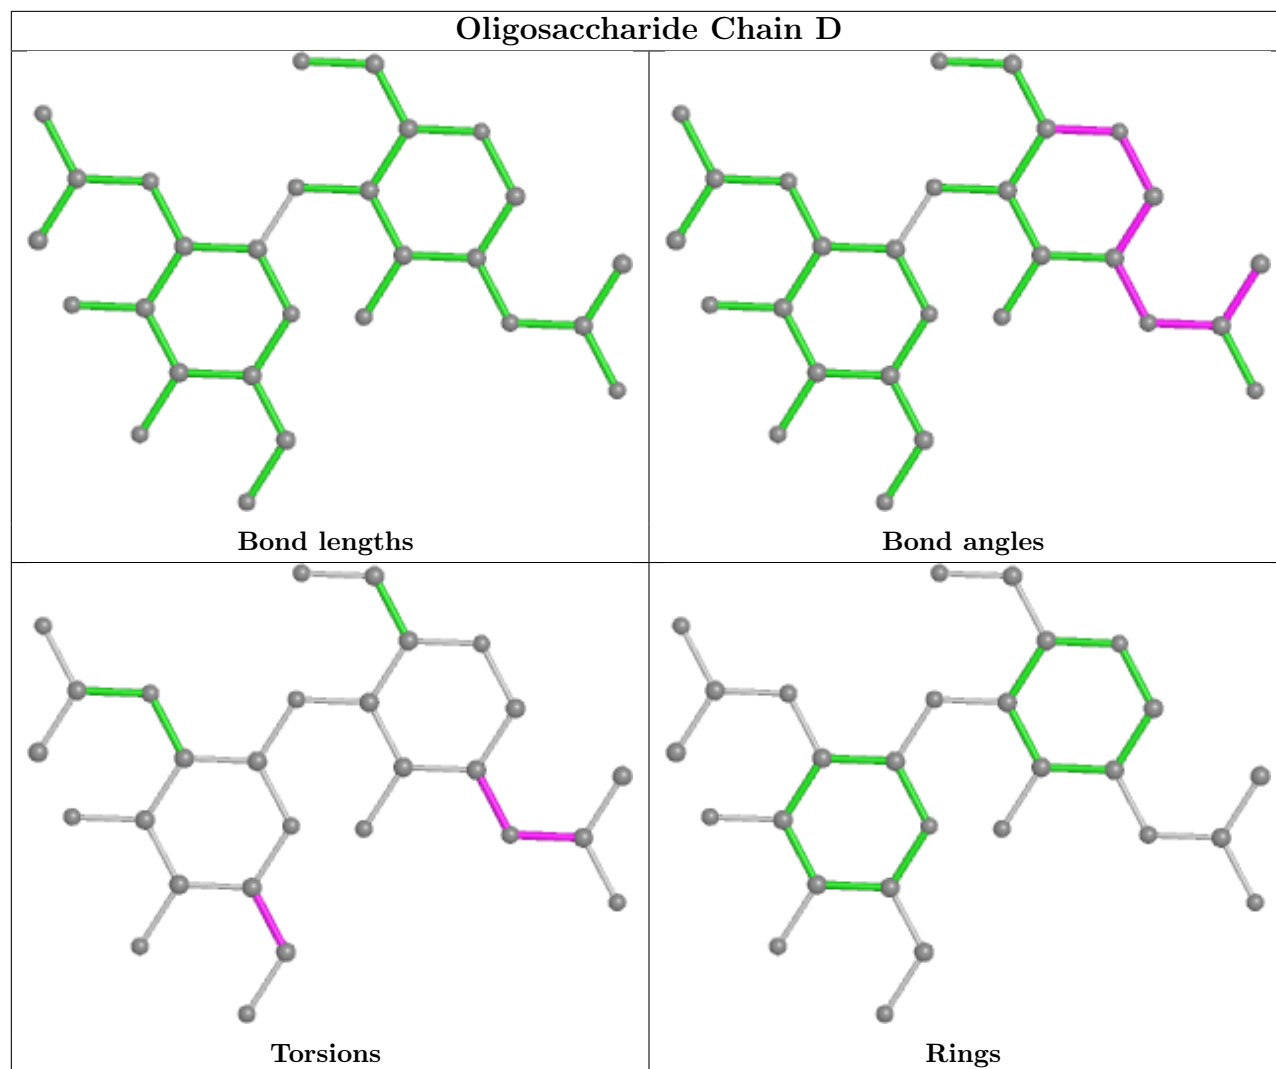 Oligosaccharide Chain D
Bond lengths
Bond angles
Torsions
Rings